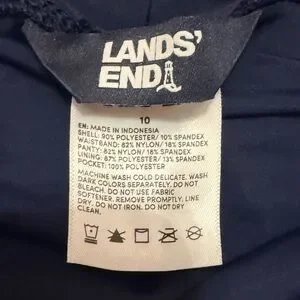 LANDS'
END
10
EN: MADE IN INDONESIA
SHELL: 90% POLYESTER/ 10% SPANDEX
WAISTBAND: 82% NYLON/ 18% SPANDEX
PANTY: 82% NYLON/ 18% SPANDEX
LINING: 87% POLYESTER/ 13% SPANDEX
POCKET: 100% POLYESTER
MACHINE WASH COLD DELICATE. WASH
DARK COLORS SEPARATELY. DO NOT
BLEACH. DO NOT USE FABRIC
SOFTENER. REMOVE PROMPTLY. LINE
DRY. DO NOT IRON. DO NOT DRY
CLEAN.